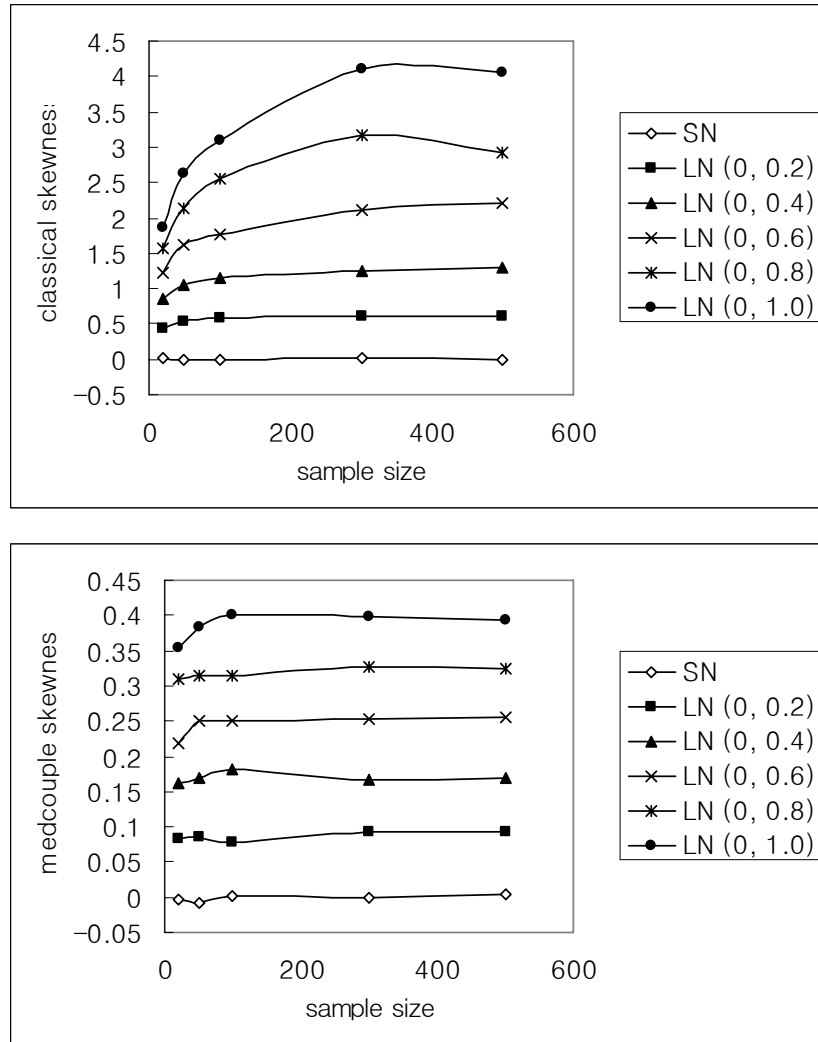 4.5
4
3.5
3
2.5
2
1.5
1
0.5
0
-0.5
classical skewnes:
0 200 400 600
sample size
SN
LN (0, 0.2)
LN (0, 0.4)
LN (0, 0.6)
LN (0, 0.8)
LN (0, 1.0)
0.45
0.4
0.35
0.3
0.25
0.2
0.15
0.1
0.05
0
-0.05
medcouple skewnes
0 200 400 600
sample size
SN
LN (0, 0.2)
LN (0, 0.4)
LN (0, 0.6)
LN (0, 0.8)
LN (0, 1.0)